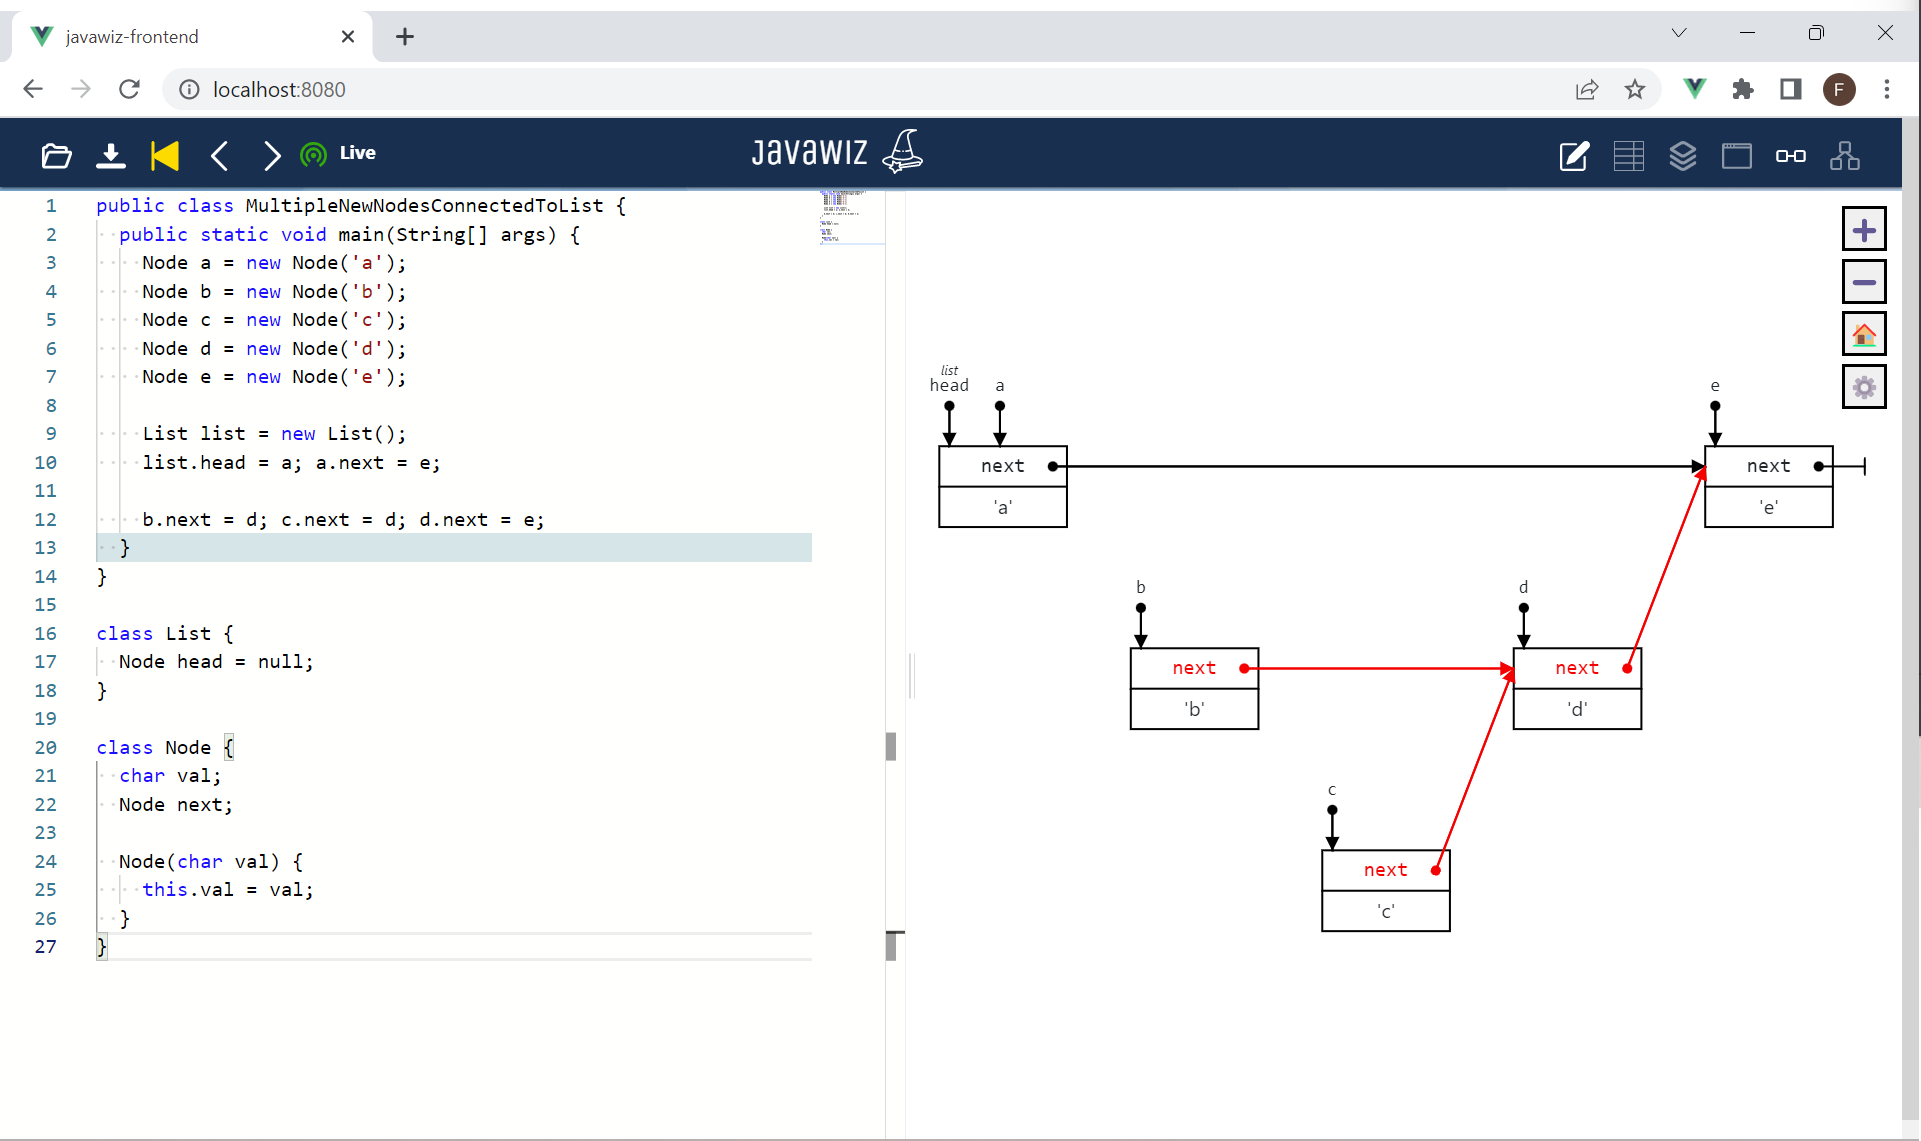 javawiz-frontend
localhost:8080
F
Live
JavaWIZ
1 public class MultipleNewNodesConnectedToList {
2 public static void main(String[] args) {
3 Node a = new Node('a');
4 Node b = new Node('b');
5 Node c = new Node('c');
6 Node d = new Node('d');
7 Node e = new Node('e');
8
9 List list = new List();
10 list.head = a; a.next = e;
11
12 b.next = d; c.next = d; d.next = e;
13 }
14 }
15
16 class List {
17 Node head = null;
18 }
19
20 class Node {
21 char val;
22 Node next;
23
24 Node(char val) {
25 this.val = val;
26 }
27 }
list
head a e
next next
'a' 'e'
b d
next next
'b' 'd'
c
next
'c'